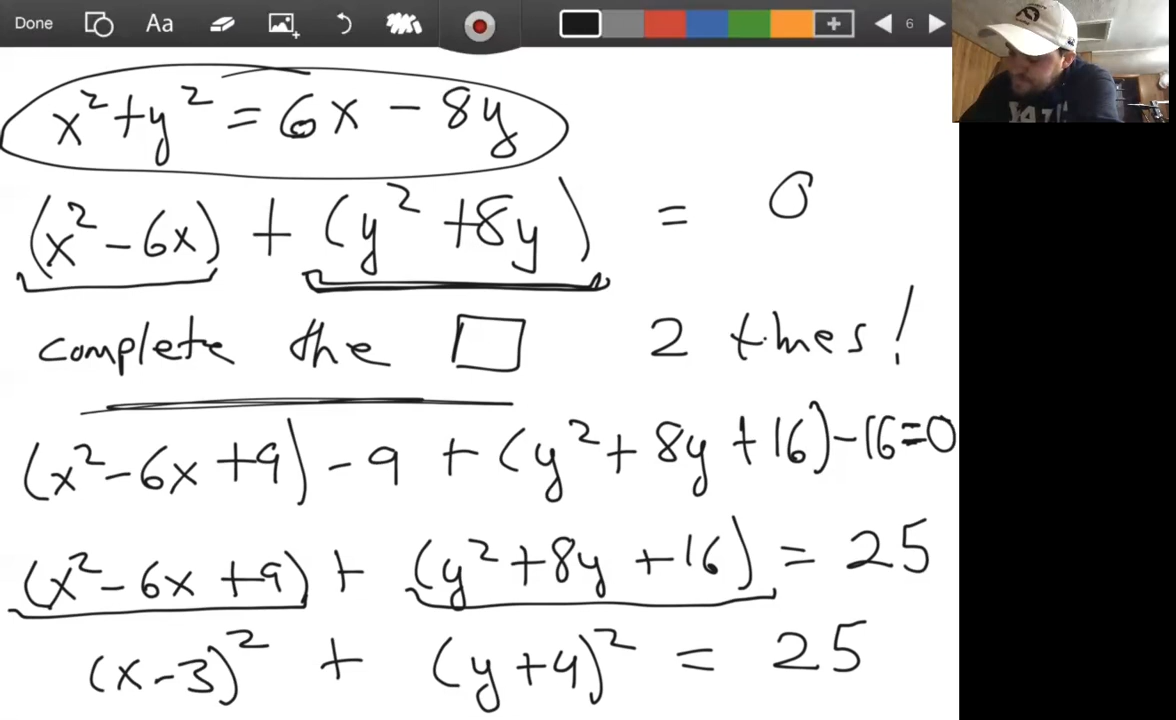 Done Aa 6
x² + y² = 6x - 8y
(x² - 6x) + (y² + 8y) = 0
complete the □ 2 times!
(x² - 6x + 9) - 9 + (y² + 8y + 16) - 16 = 0
(x² - 6x + 9) + (y² + 8y + 16) = 25
(x - 3)² + (y + 4)² = 25